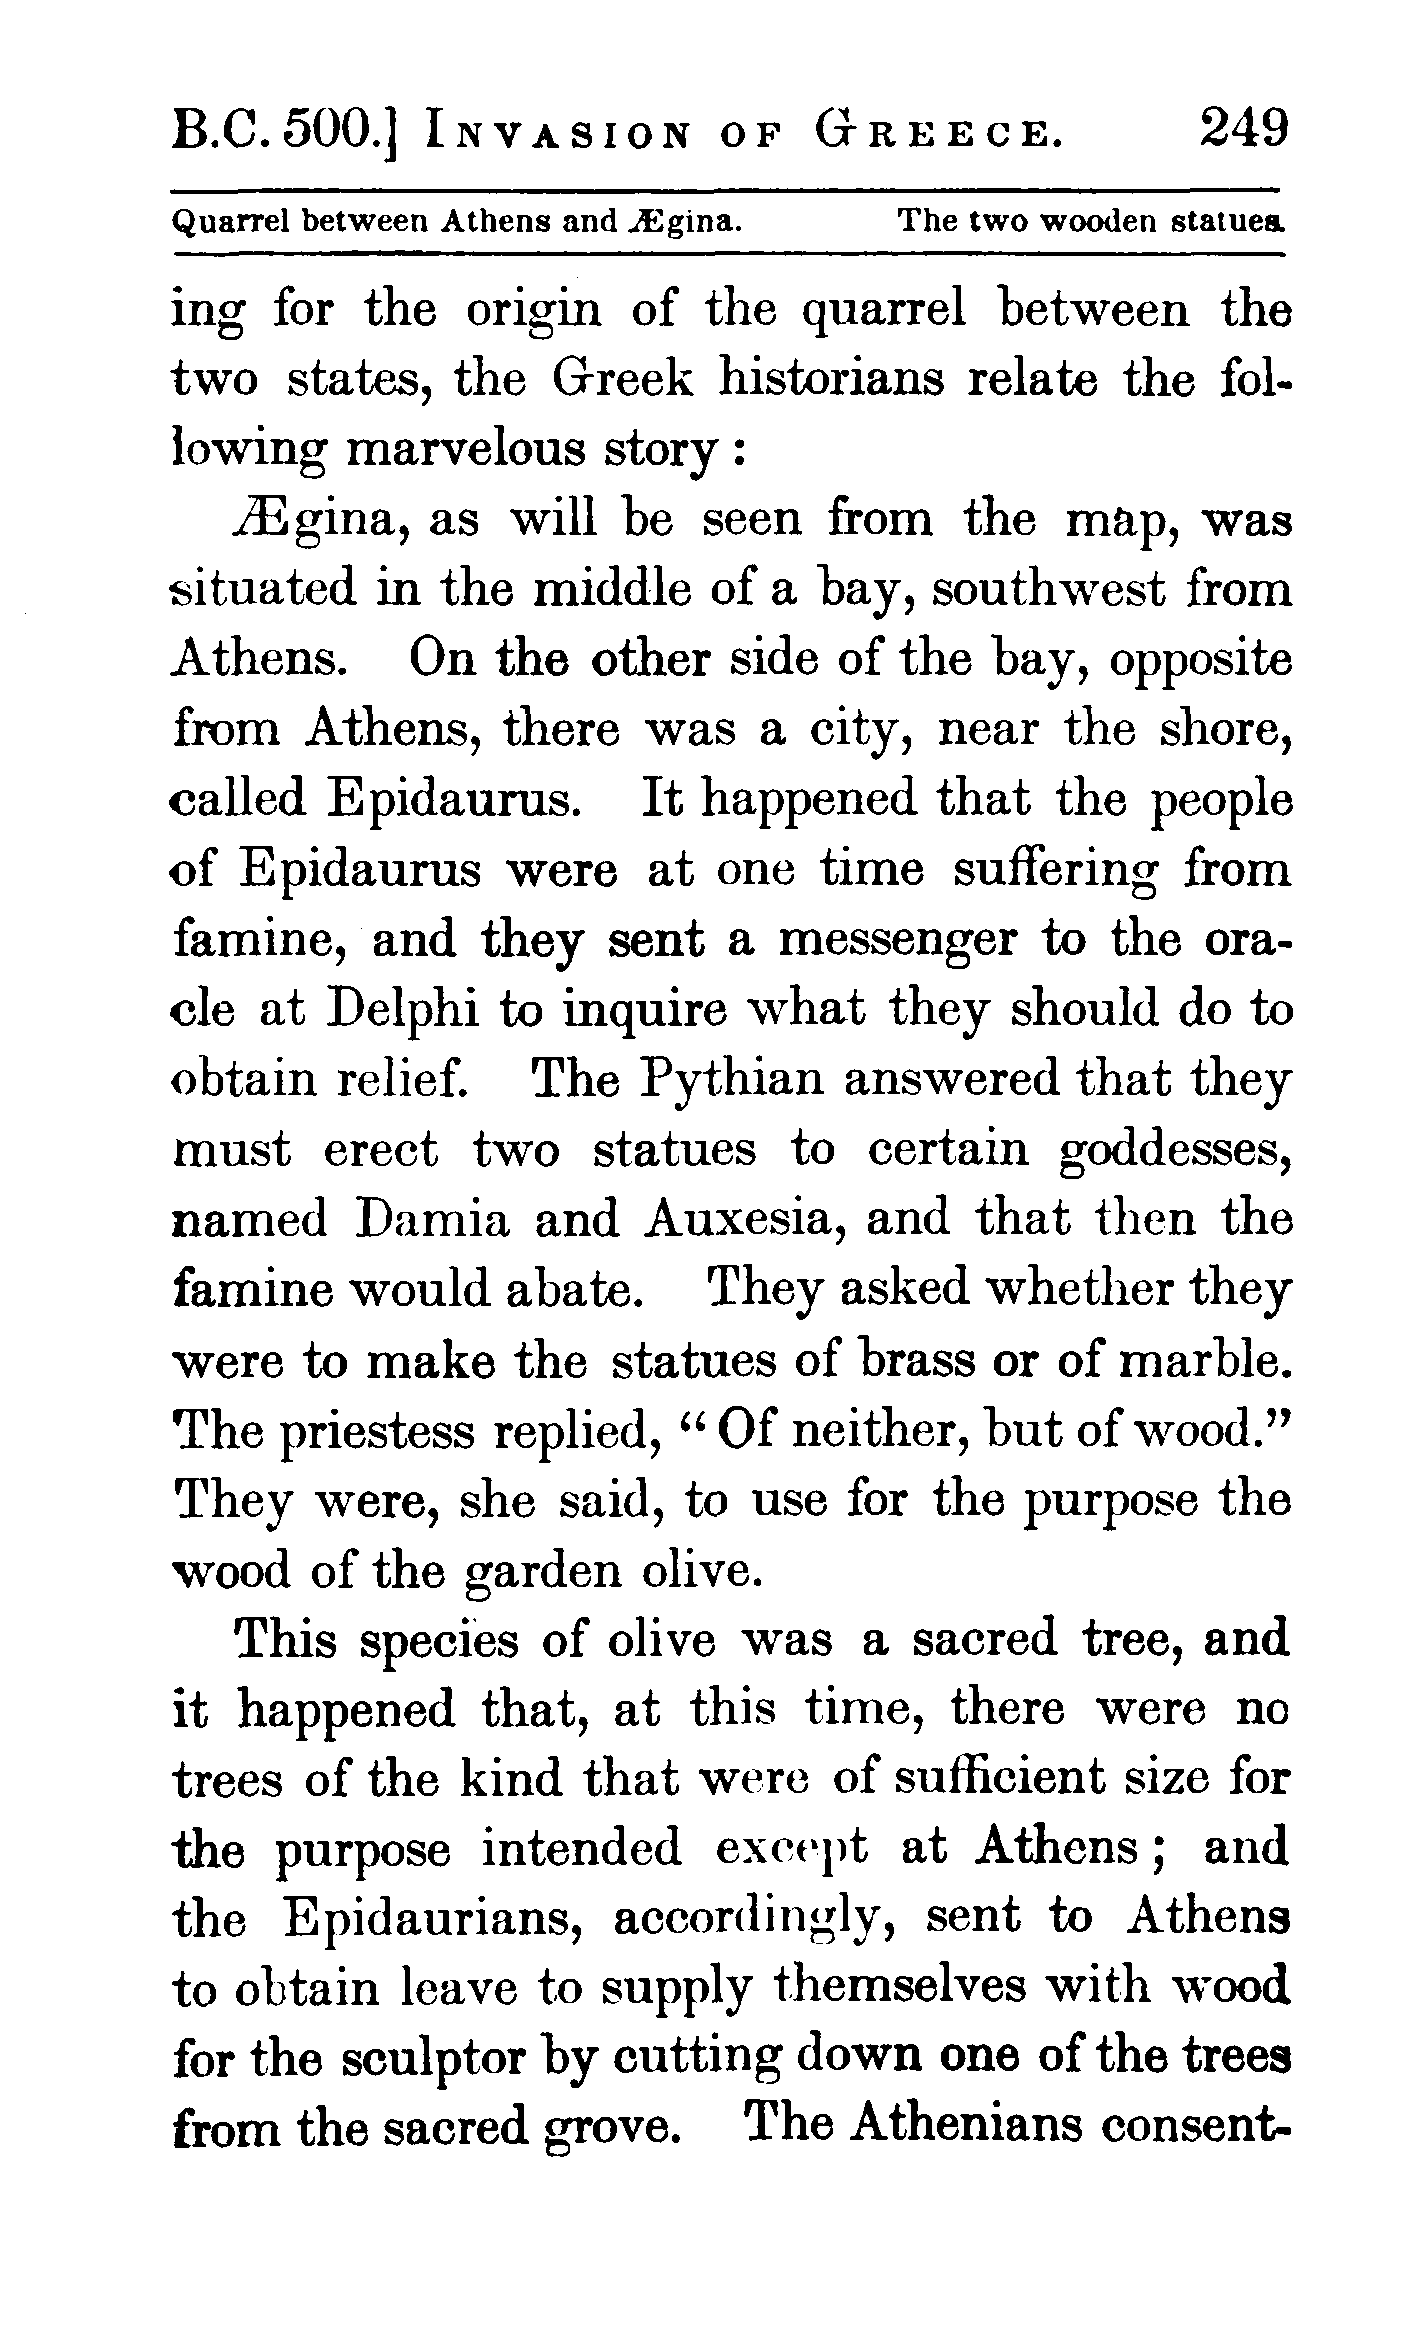 B.C. 500.] INVASION OF GREECE. 249
Quarrel between Athens and Ægina. The two wooden statues.
ing for the origin of the quarrel between the
two states, the Greek historians relate the fol-
lowing marvelous story :
Ægina, as will be seen from the map, was
situated in the middle of a bay, southwest from
Athens. On the other side of the bay, opposite
from Athens, there was a city, near the shore,
called Epidaurus. It happened that the people
of Epidaurus were at one time suffering from
famine, and they sent a messenger to the ora-
cle at Delphi to inquire what they should do to
obtain relief. The Pythian answered that they
must erect two statues to certain goddesses,
named Damia and Auxesia, and that then the
famine would abate. They asked whether they
were to make the statues of brass or of marble.
The priestess replied, “ Of neither, but of wood.”
They were, she said, to use for the purpose the
wood of the garden olive.
This species of olive was a sacred tree, and
it happened that, at this time, there were no
trees of the kind that were of sufficient size for
the purpose intended except at Athens ; and
the Epidaurians, accordingly, sent to Athens
to obtain leave to supply themselves with wood
for the sculptor by cutting down one of the trees
from the sacred grove. The Athenians consent-